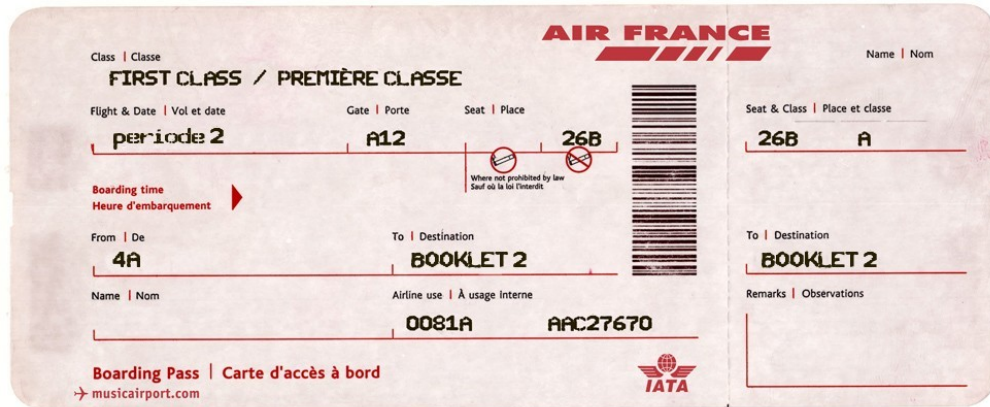 AIR FRANCE
Class | Classe
FIRST CLASS / PREMIÈRE CLASSE
Flight & Date | Vol et date
Gate | Porte
Seat | Place
periode 2
A12
26B
Where not prohibited by law
Sauf où la loi l'interdit
Boarding time
Heure d'embarquement
From | De
To | Destination
4A
BOOKLET 2
Name | Nom
Airline use | À usage interne
0081A
AAC27670
Boarding Pass | Carte d'accès à bord
musicairport.com
IATA
Name | Nom
Seat & Class | Place et classe
26B A
To | Destination
BOOKLET 2
Remarks | Observations